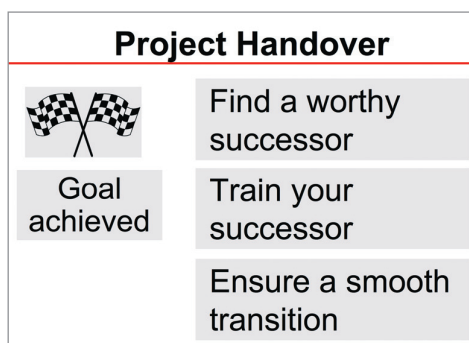 Project Handover
Goal
achieved
Find a worthy
successor
Train your
successor
Ensure a smooth
transition